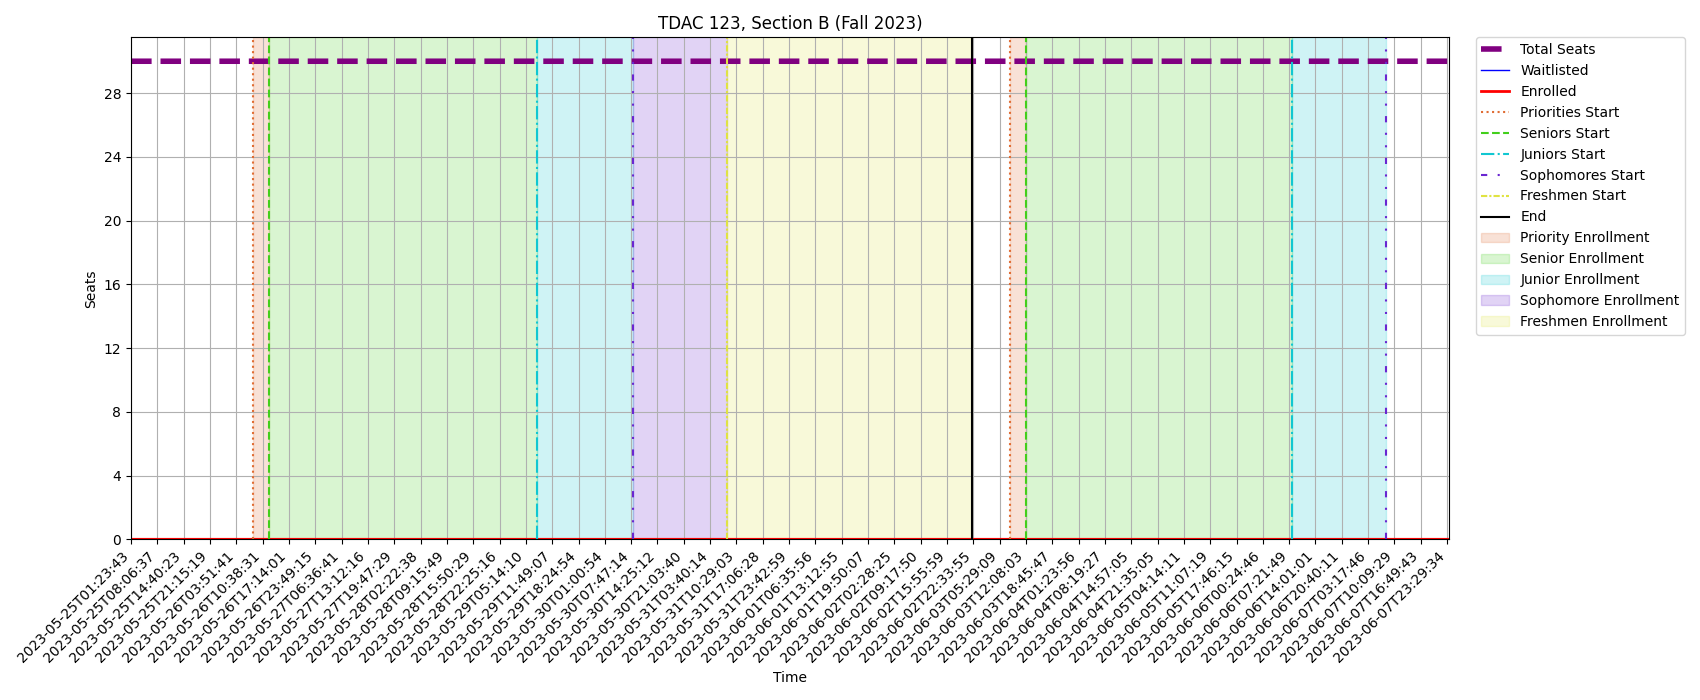 TDAC 123, Section B (Fall 2023)
Seats
28
24
20
16
12
8
4
0
2023-05-25T01:23:43
2023-05-25T08:06:37
2023-05-25T14:40:23
2023-05-25T21:15:19
2023-05-26T03:51:41
2023-05-26T10:38:31
2023-05-26T17:14:01
2023-05-26T23:49:15
2023-05-27T06:36:41
2023-05-27T13:12:16
2023-05-27T19:47:29
2023-05-28T02:22:38
2023-05-28T09:15:49
2023-05-28T15:50:29
2023-05-28T22:25:16
2023-05-29T05:14:10
2023-05-29T11:49:07
2023-05-29T18:24:54
2023-05-30T01:00:54
2023-05-30T07:47:14
2023-05-30T14:25:12
2023-05-30T21:03:40
2023-05-31T03:40:14
2023-05-31T10:29:03
2023-05-31T17:06:28
2023-05-31T23:42:59
2023-06-01T06:35:56
2023-06-01T13:12:55
2023-06-01T19:50:07
2023-06-02T02:28:25
2023-06-02T09:17:50
2023-06-02T15:55:59
2023-06-02T22:33:55
2023-06-03T05:29:09
2023-06-03T12:08:03
2023-06-03T18:45:47
2023-06-04T01:23:56
2023-06-04T08:19:27
2023-06-04T14:57:05
2023-06-04T21:35:05
2023-06-05T04:14:11
2023-06-05T11:07:19
2023-06-05T17:46:15
2023-06-06T00:24:46
2023-06-06T07:21:49
2023-06-06T14:01:01
2023-06-06T20:40:11
2023-06-07T03:17:46
2023-06-07T10:09:29
2023-06-07T16:49:43
2023-06-07T23:29:34
Time
Total Seats
Waitlisted
Enrolled
Priorities Start
Seniors Start
Juniors Start
Sophomores Start
Freshmen Start
End
Priority Enrollment
Senior Enrollment
Junior Enrollment
Sophomore Enrollment
Freshmen Enrollment